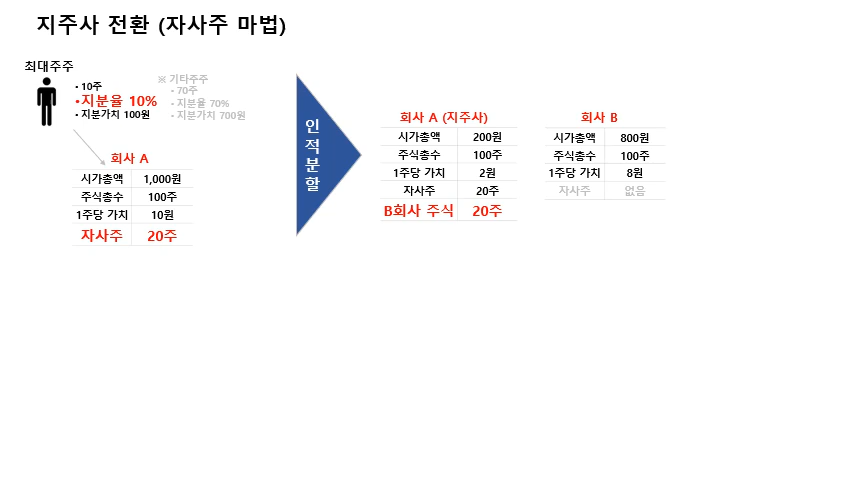 지주사 전환 (자사주 마법)
최대주주
• 10주
•지분율 10%
• 지분가치 100원
※ 기타주주
• 70주
• 지분율 70%
• 지분가치 700원
회사 A
시가총액 1,000원
주식총수 100주
1주당 가치 10원
자사주 20주
인적분할
회사 A (지주사)
시가총액 200원
주식총수 100주
1주당 가치 2원
자사주 20주
B회사 주식 20주
회사 B
시가총액 800원
주식총수 100주
1주당 가치 8원
자사주 없음